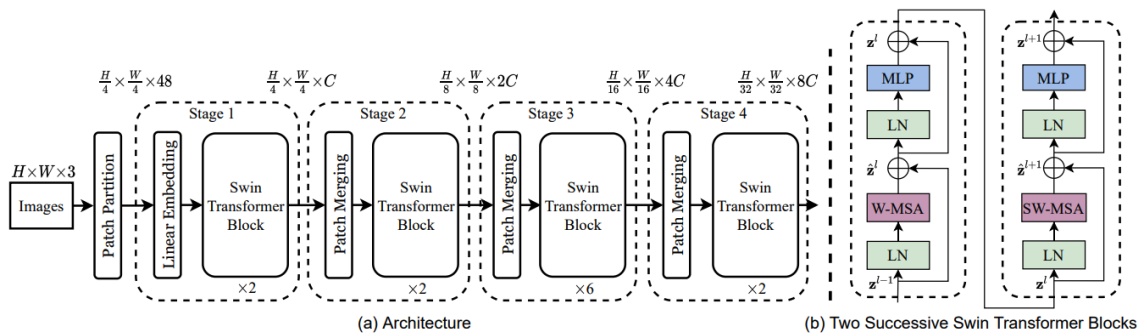 H/4 × W/4 × 48
H/4 × W/4 × C
H/8 × W/8 × 2C
H/16 × W/16 × 4C
H/32 × W/32 × 8C
H×W×3
Images
Patch Partition
Stage 1
Linear Embedding
Swin
Transformer
Block
×2
Stage 2
Patch Merging
Swin
Transformer
Block
×2
Stage 3
Patch Merging
Swin
Transformer
Block
×6
Stage 4
Patch Merging
Swin
Transformer
Block
×2
(a) Architecture
z^l
MLP
LN
ẑ^l
W-MSA
LN
z^{l-1}
z^{l+1}
MLP
LN
ẑ^{l+1}
SW-MSA
LN
z^l
(b) Two Successive Swin Transformer Blocks